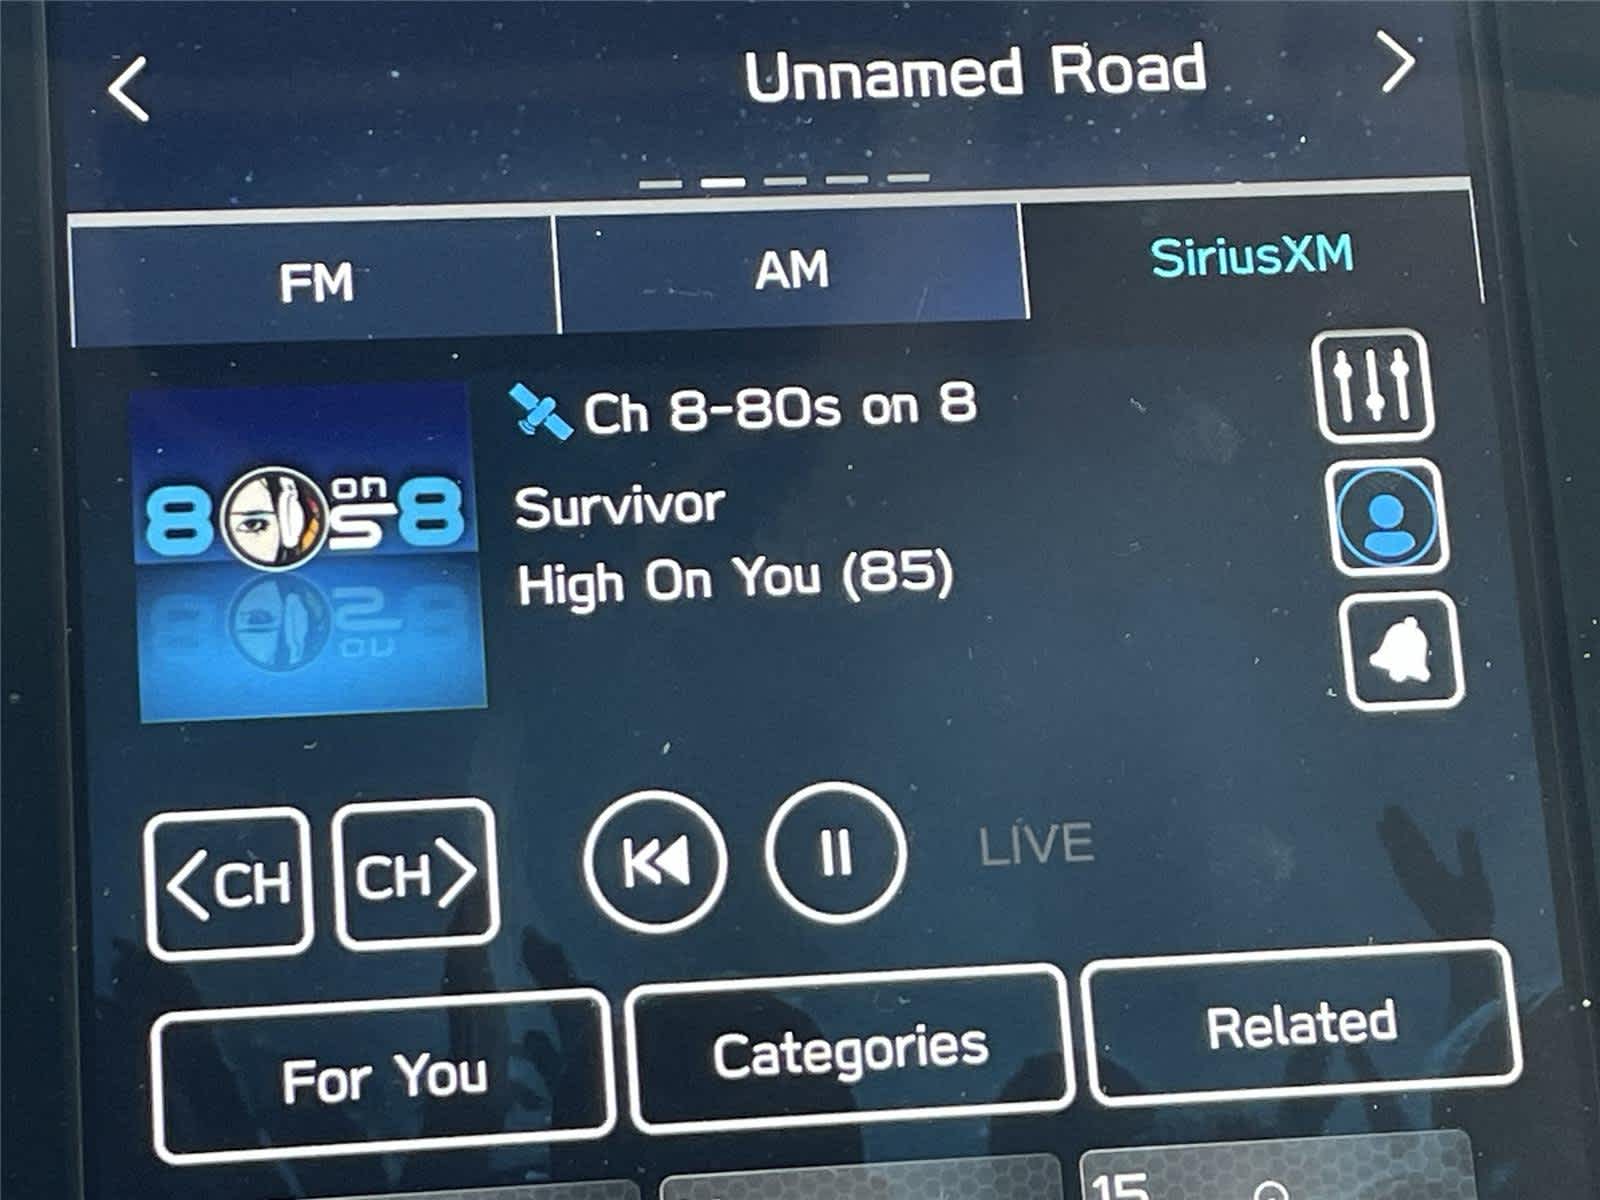 Unnamed Road
FM
AM
SiriusXM
80s on 8
Ch 8-80s on 8
Survivor
High On You (85)
<CH
CH>
LIVE
For You
Categories
Related
15